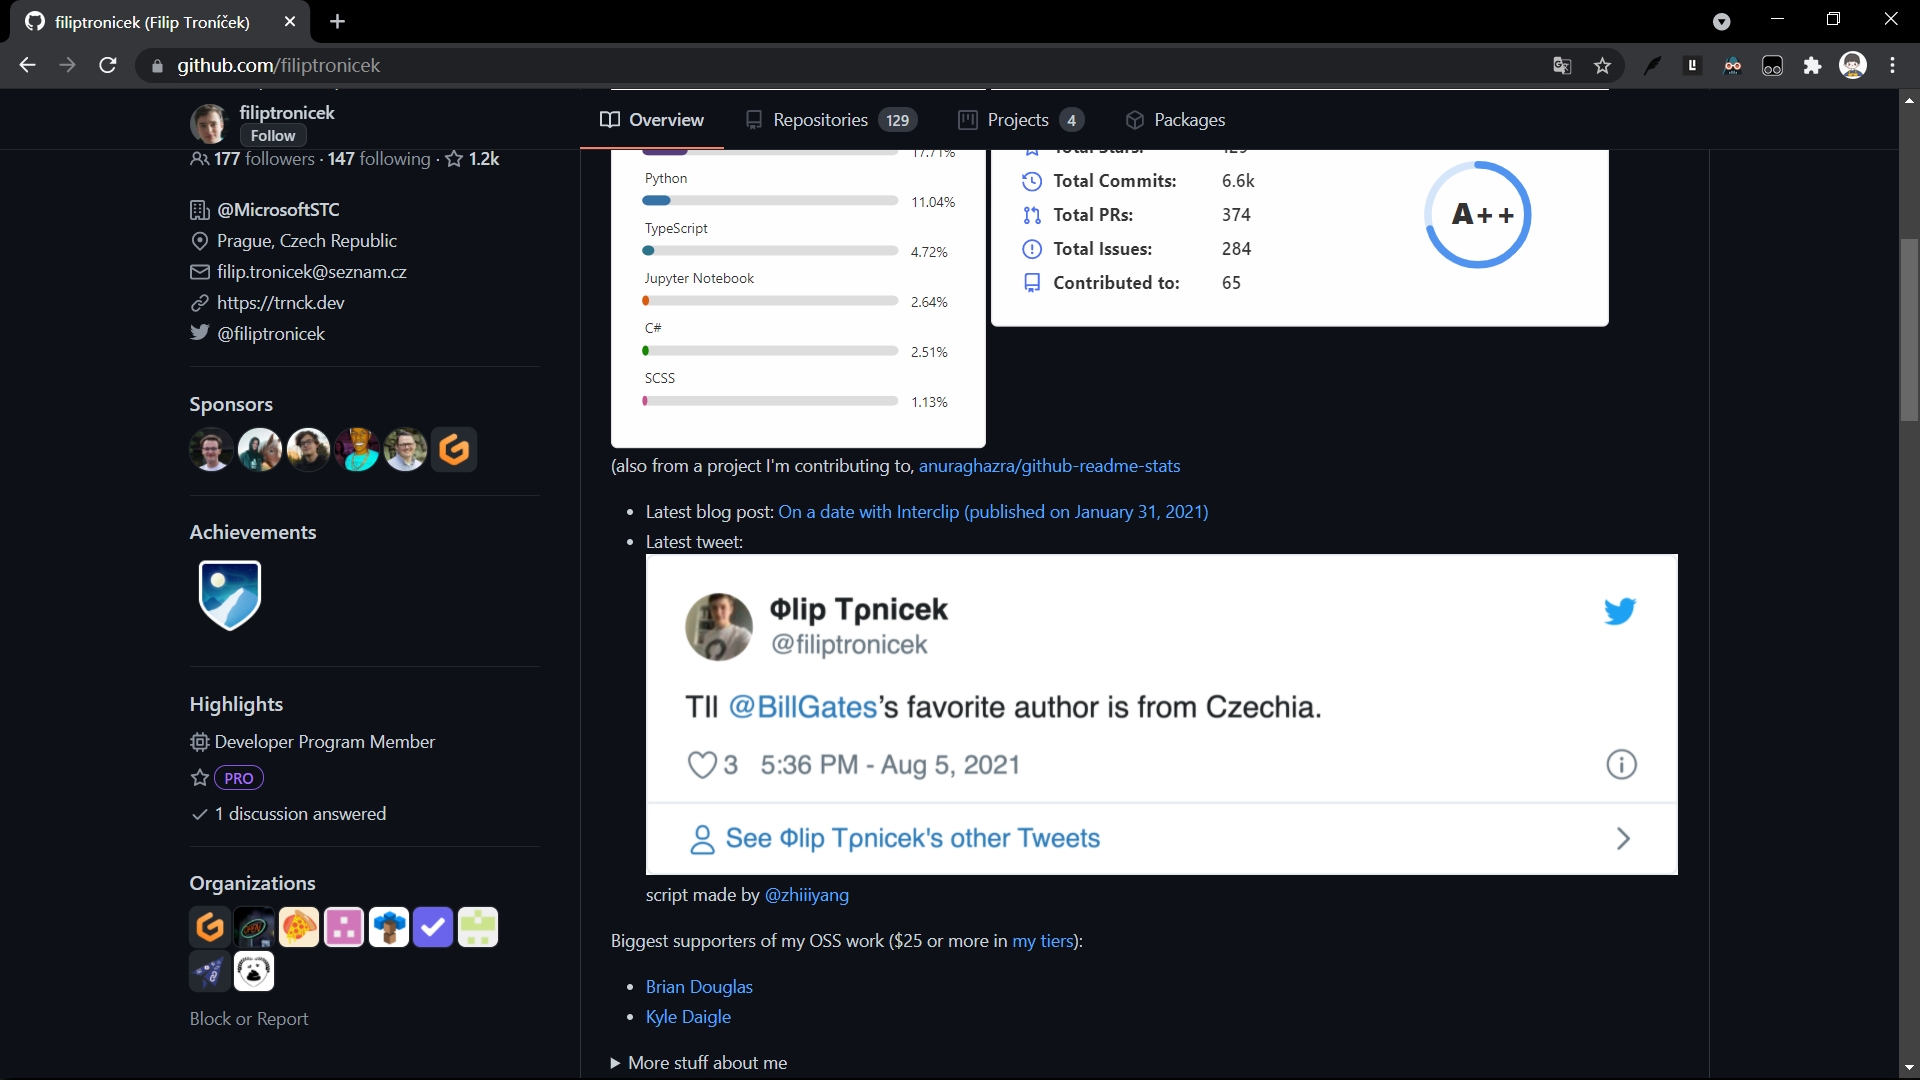 filiptronicek (Filip Troníček)
github.com/filiptronicek
filiptronicek
Follow
177 followers · 147 following · 1.2k
@MicrosoftSTC
Prague, Czech Republic
filip.tronicek@seznam.cz
https://trnck.dev
@filiptronicek
Sponsors
Achievements
Highlights
Developer Program Member
PRO
1 discussion answered
Organizations
Block or Report
Overview
Repositories 129
Projects 4
Packages
17.71%
Python
11.04%
TypeScript
4.72%
Jupyter Notebook
2.64%
C#
2.51%
SCSS
1.13%
Total Commits: 6.6k
Total PRs: 374
Total Issues: 284
Contributed to: 65
A++
(also from a project I'm contributing to, anuraghazra/github-readme-stats
• Latest blog post: On a date with Interclip (published on January 31, 2021)
• Latest tweet:
Φlip Tρnicek
@filiptronicek
TIl @BillGates’s favorite author is from Czechia.
3 5:36 PM - Aug 5, 2021
See Φlip Tρnicek's other Tweets
script made by @zhiiiyang
Biggest supporters of my OSS work ($25 or more in my tiers):
• Brian Douglas
• Kyle Daigle
More stuff about me